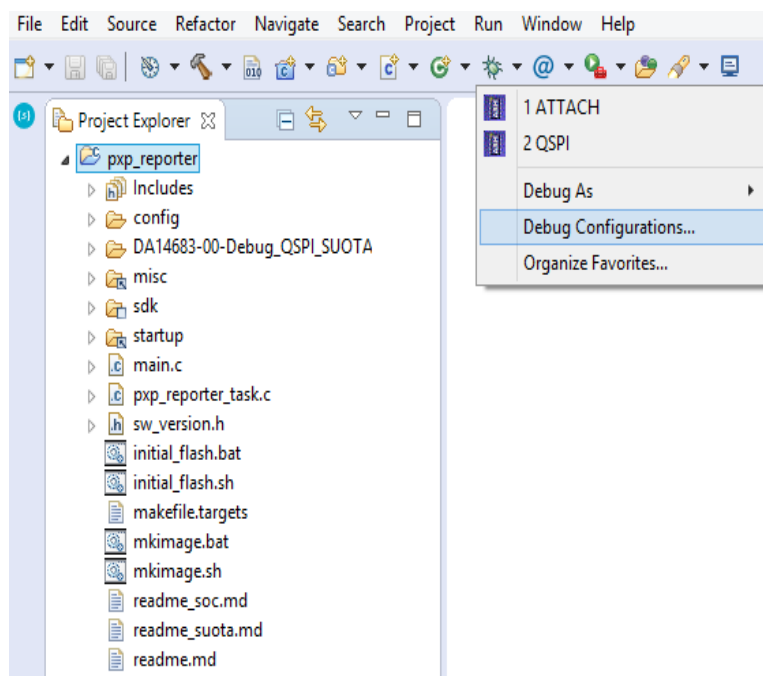 File Edit Source Refactor Navigate Search Project Run Window Help
010
Project Explorer
1 ATTACH
2 QSPI
Debug As
Debug Configurations...
Organize Favorites...
pxp_reporter
Includes
config
DA14683-00-Debug_QSPI_SUOTA
misc
sdk
startup
main.c
pxp_reporter_task.c
sw_version.h
initial_flash.bat
initial_flash.sh
makefile.targets
mkimage.bat
mkimage.sh
readme_soc.md
readme_suota.md
readme.md